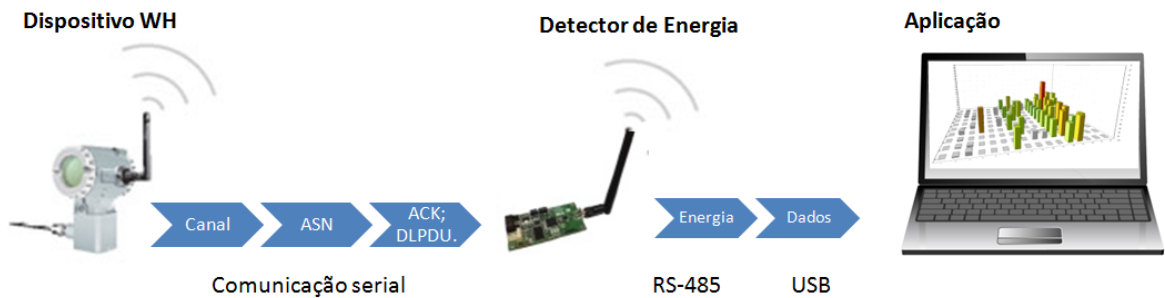 Dispositivo WH
Detector de Energia
Aplicação
Canal
ASN
ACK;
DLPDU.
Energia
Dados
Comunicação serial
RS-485
USB